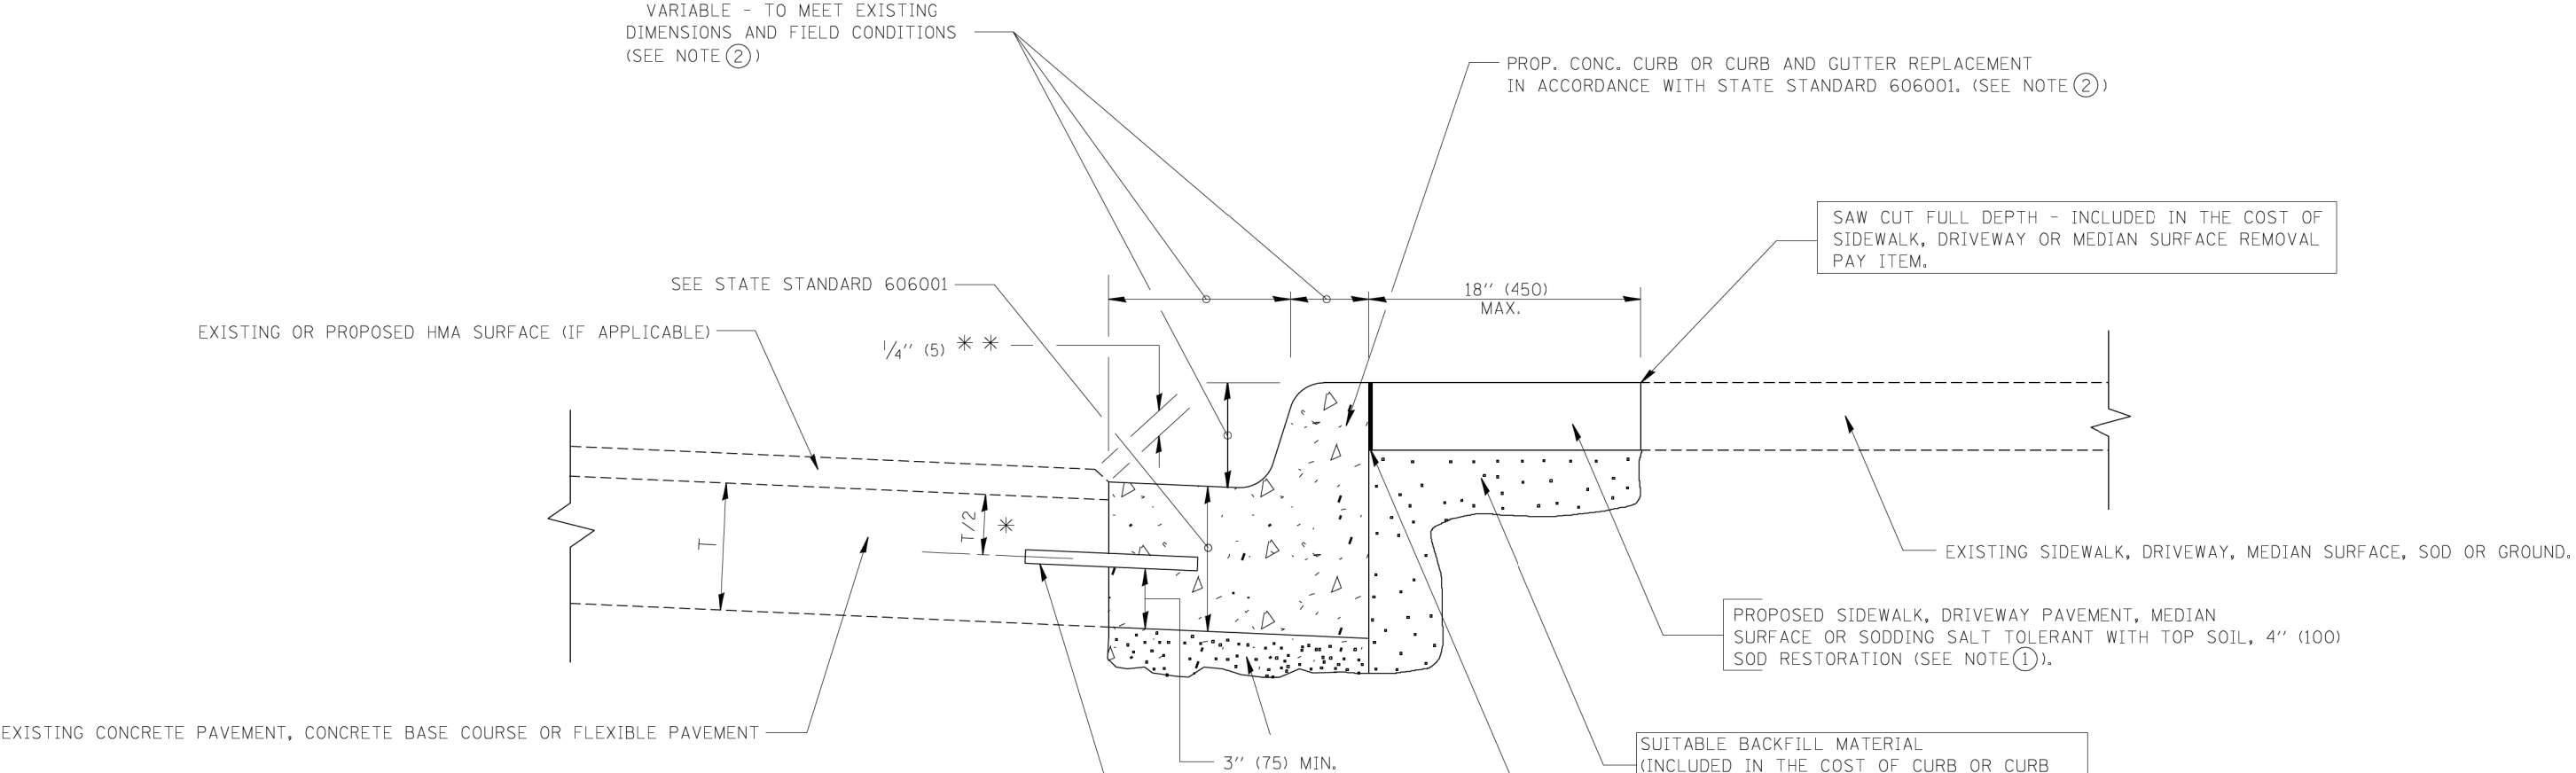 VARIABLE - TO MEET EXISTING
DIMENSIONS AND FIELD CONDITIONS
(SEE NOTE ②)
PROP. CONC. CURB OR CURB AND GUTTER REPLACEMENT
IN ACCORDANCE WITH STATE STANDARD 606001. (SEE NOTE ②)
SAW CUT FULL DEPTH - INCLUDED IN THE COST OF
SIDEWALK, DRIVEWAY OR MEDIAN SURFACE REMOVAL
PAY ITEM.
SEE STATE STANDARD 606001
18'' (450)
MAX.
EXISTING OR PROPOSED HMA SURFACE (IF APPLICABLE)
1/4'' (5) * *
T
T/2 *
EXISTING SIDEWALK, DRIVEWAY, MEDIAN SURFACE, SOD OR GROUND.
PROPOSED SIDEWALK, DRIVEWAY PAVEMENT, MEDIAN
SURFACE OR SODDING SALT TOLERANT WITH TOP SOIL, 4'' (100)
SOD RESTORATION (SEE NOTE ①).
EXISTING CONCRETE PAVEMENT, CONCRETE BASE COURSE OR FLEXIBLE PAVEMENT
3'' (75) MIN.
SUITABLE BACKFILL MATERIAL
(INCLUDED IN THE COST OF CURB OR CURB